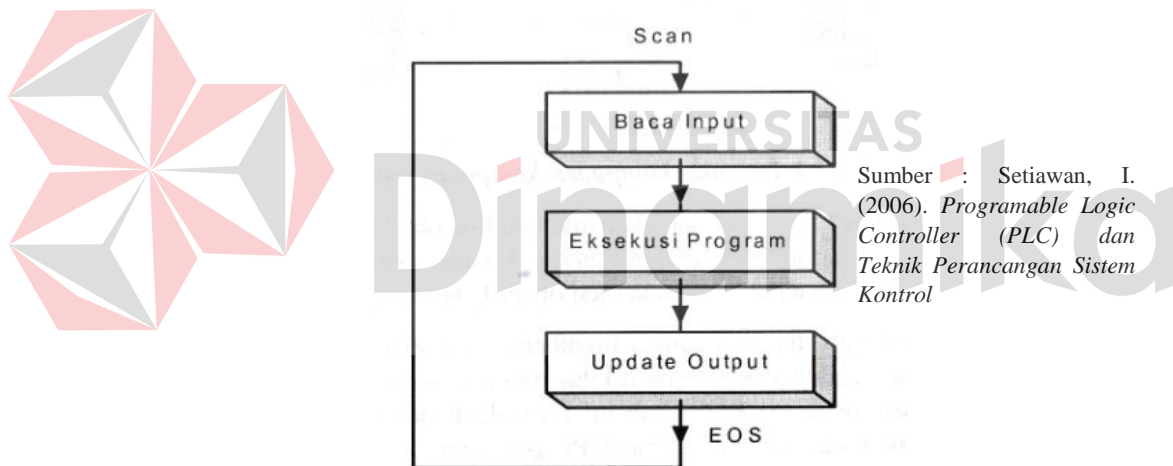 Scan
Baca Input
UNIVERSITAS
Dinamika
Sumber : Setiawan, I.
(2006). Programable Logic
Controller (PLC) dan
Teknik Perancangan Sistem
Kontrol
Eksekusi Program
Update Output
EOS